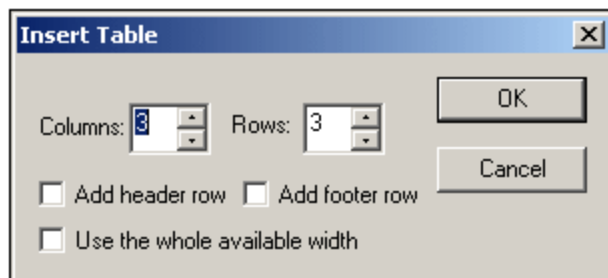 Insert Table
OK
Columns: 3 Rows: 3
Cancel
Add header row Add footer row
Use the whole available width